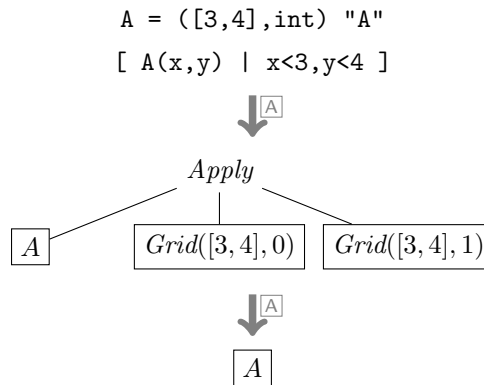 A = ([3,4],int) "A"
[ A(x,y) | x<3,y<4 ]
A
Apply
A
Grid([3,4],0)
Grid([3,4],1)
A
A